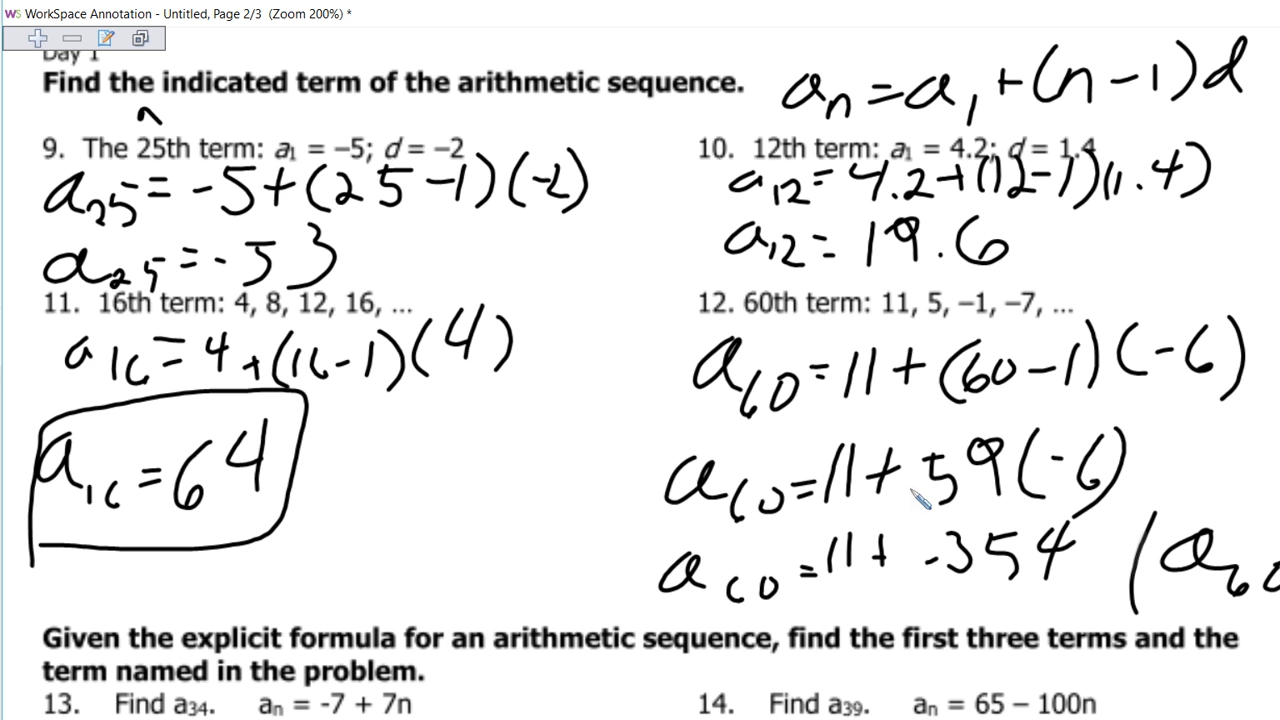 WS WorkSpace Annotation - Untitled, Page 2/3 (Zoom 200%) *
Day 1
Find the indicated term of the arithmetic sequence.
an = a1 + (n - 1) d
9. The 25th term: a1 = −5; d = −2
a25 = -5 + (25 - 1)(-2)
a25 = -53
10. 12th term: a1 = 4.2; d = 1.4
a12 = 4.2 + (12 - 1)(1.4)
a12 = 19.6
11. 16th term: 4, 8, 12, 16, ...
a16 = 4 + (16 - 1)(4)
a16 = 64
12. 60th term: 11, 5, −1, −7, ...
a60 = 11 + (60 - 1)(-6)
a60 = 11 + 59(-6)
a60 = 11 + -354
a60
Given the explicit formula for an arithmetic sequence, find the first three terms and the
term named in the problem.
13. Find a34. an = -7 + 7n
14. Find a39. an = 65 – 100n